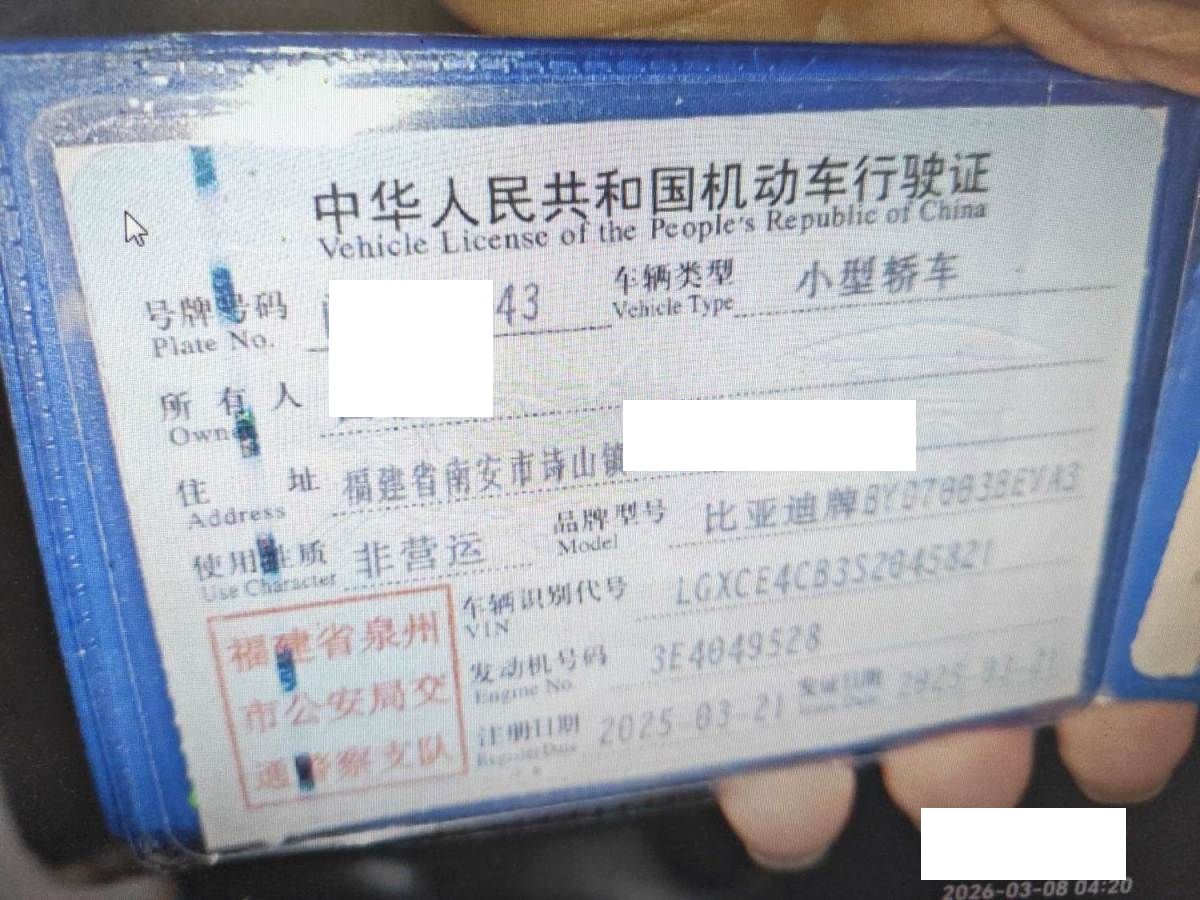 中华人民共和国机动车行驶证
Vehicle License of the People's Republic of China
号牌号码 43 车辆类型 小型轿车
Plate No. Vehicle Type
所有人
Owner
住址 福建省南安市诗山镇
Address
使用性质 非营运 品牌型号 比亚迪牌BYD7003BEVA3
Use Character Model
车辆识别代号 LGXCE4CB3S2045821
VIN
发动机号码 3E4049528
Engine No.
注册日期 2025-03-21 发证日期 2025-03-21
Register Date Issue Date
福建省泉州
市公安局交
通警察支队
2026-03-08 04:20